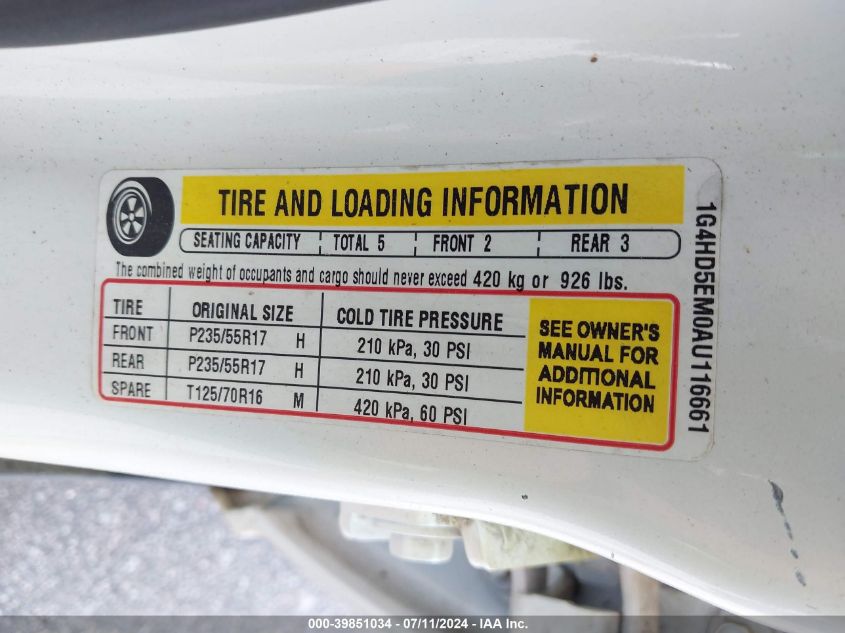 TIRE AND LOADING INFORMATION
SEATING CAPACITY TOTAL 5 FRONT 2 REAR 3
The combined weight of occupants and cargo should never exceed 420 kg or 926 lbs.
TIRE ORIGINAL SIZE COLD TIRE PRESSURE
FRONT P235/55R17 H 210 kPa, 30 PSI
REAR P235/55R17 H 210 kPa, 30 PSI
SPARE T125/70R16 M 420 kPa, 60 PSI
SEE OWNER'S
MANUAL FOR
ADDITIONAL
INFORMATION
1G4HD5EM0AU116661
000-39851034 - 07/11/2024 - IAA Inc.